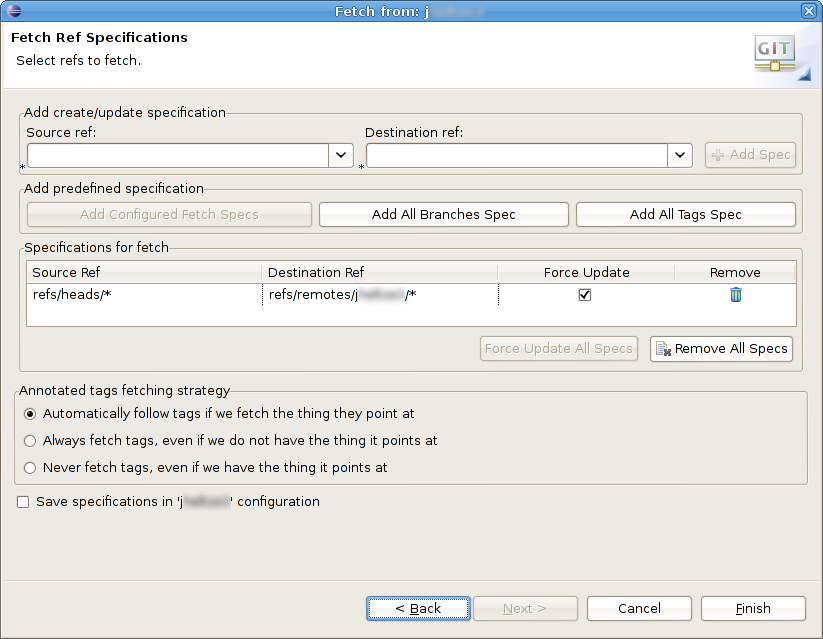 Fetch from: j
Fetch Ref Specifications
Select refs to fetch.
GIT
Add create/update specification
Source ref: Destination ref:
* * Add Spec
Add predefined specification
Add Configured Fetch Specs Add All Branches Spec Add All Tags Spec
Specifications for fetch
Source Ref Destination Ref Force Update Remove
refs/heads/* refs/remotes/j /*
Force Update All Specs Remove All Specs
Annotated tags fetching strategy
Automatically follow tags if we fetch the thing they point at
Always fetch tags, even if we do not have the thing it points at
Never fetch tags, even if we have the thing it points at
Save specifications in 'j ' configuration
< Back Next > Cancel Finish